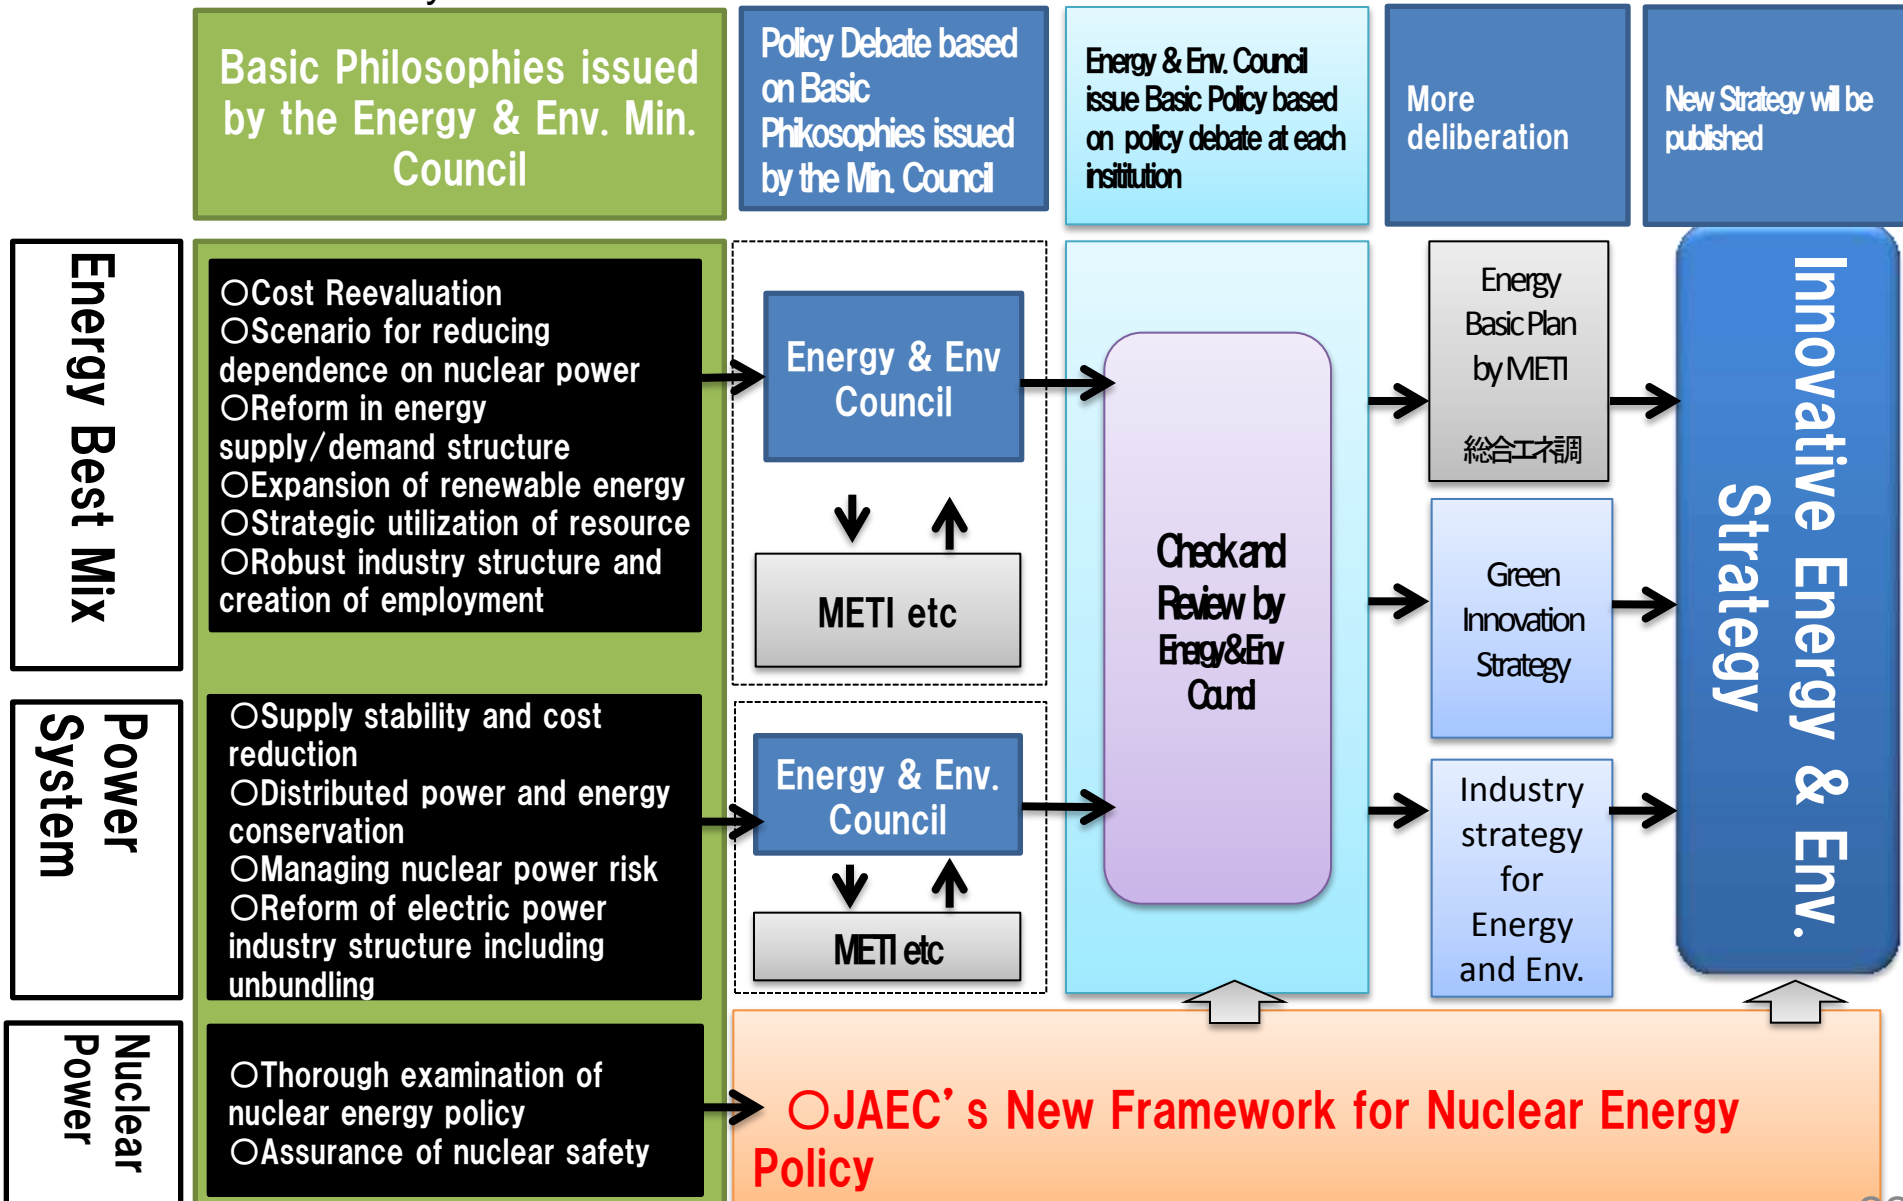 Basic Philosophies issued
by the Energy & Env. Min.
Council
Policy Debate based
on Basic
Phikosophies issued
by the Min. Council
Energy & Env. Council
issue Basic Policy based
on policy debate at each
insititution
More
deliberation
New Strategy will be
published
Energy Best Mix
○Cost Reevaluation
○Scenario for reducing
dependence on nuclear power
○Reform in energy
supply/demand structure
○Expansion of renewable energy
○Strategic utilization of resource
○Robust industry structure and
creation of employment
Energy & Env
Council
METI etc
Check and
Review by
Energy&Env
Council
Energy
Basic Plan
by METI
総合エネ調
Green
Innovation
Strategy
Industry
strategy
for
Energy
and Env.
Innovative Energy & Env.
Strategy
Power
System
○Supply stability and cost
reduction
○Distributed power and energy
conservation
○Managing nuclear power risk
○Reform of electric power
industry structure including
unbundling
Energy & Env.
Council
METI etc
Nuclear
Power
○Thorough examination of
nuclear energy policy
○Assurance of nuclear safety
○JAEC's New Framework for Nuclear Energy
Policy